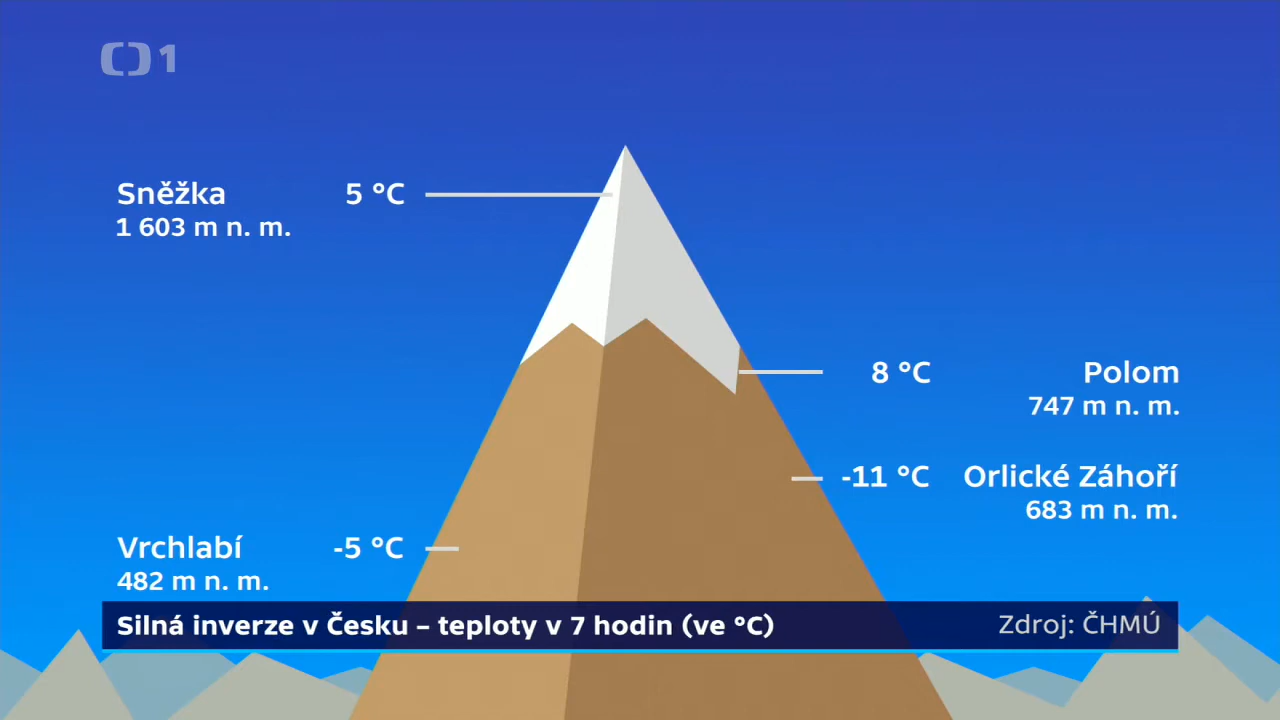 1
Sněžka 5 °C
1 603 m n. m.
8 °C Polom
747 m n. m.
-11 °C Orlické Záhoří
683 m n. m.
Vrchlabí -5 °C
482 m n. m.
Silná inverze v Česku – teploty v 7 hodin (ve °C) Zdroj: ČHMÚ